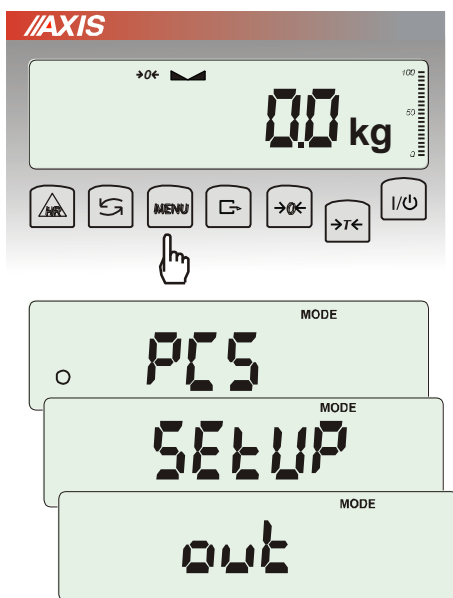 //AXIS
→0← 100
0.0 kg 50
0
HR MENU →0← →T← I/⏻
MODE
PCS
MODE
SEtUP
MODE
out